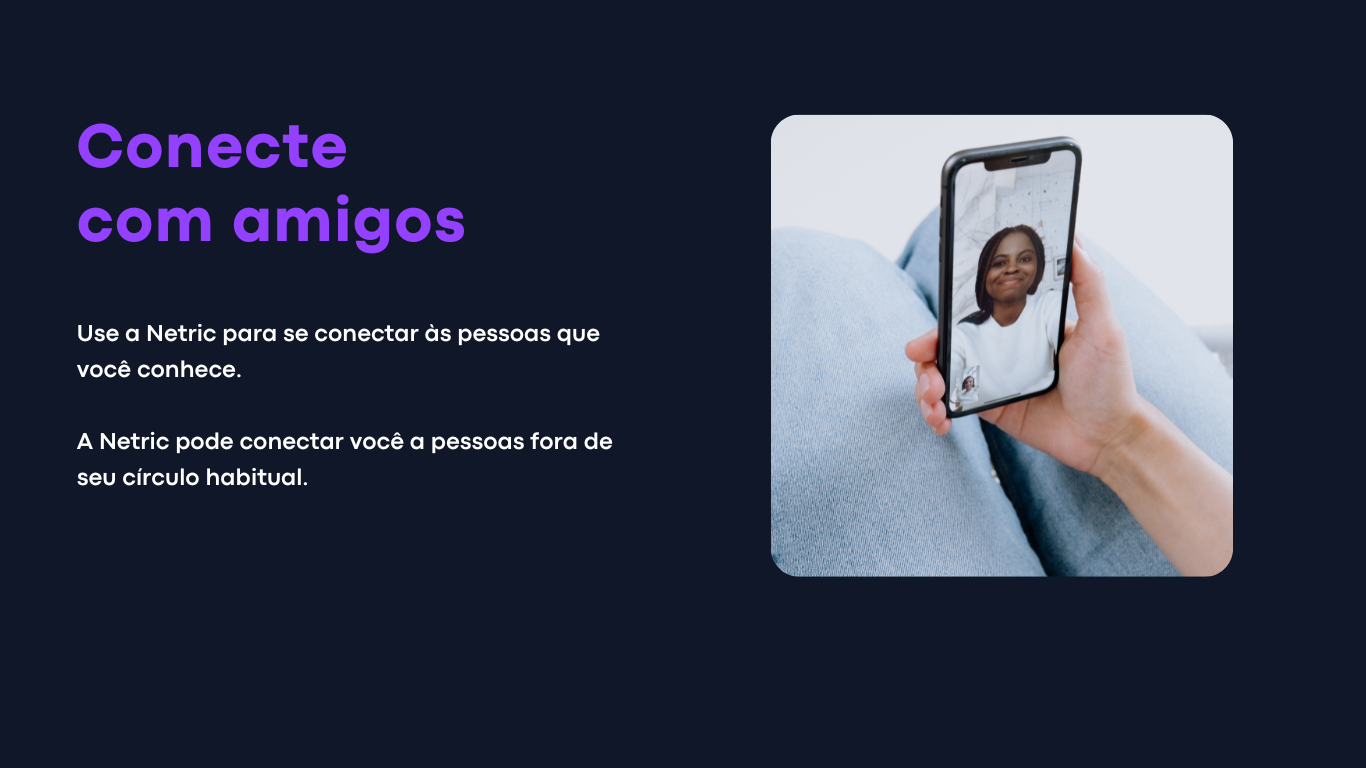 Conecte
com amigos
Use a Netric para se conectar às pessoas que
você conhece.
A Netric pode conectar você a pessoas fora de
seu círculo habitual.